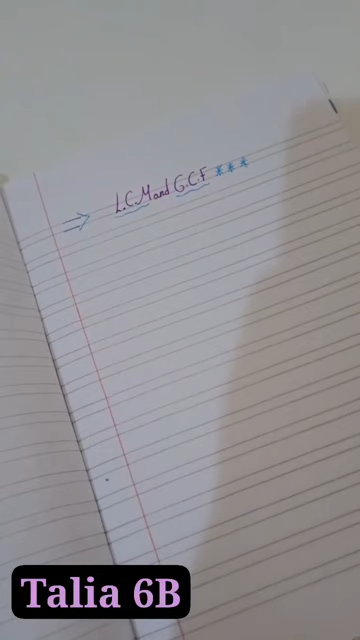 ⇒ L.C.M and G.C.F ***
Talia 6B